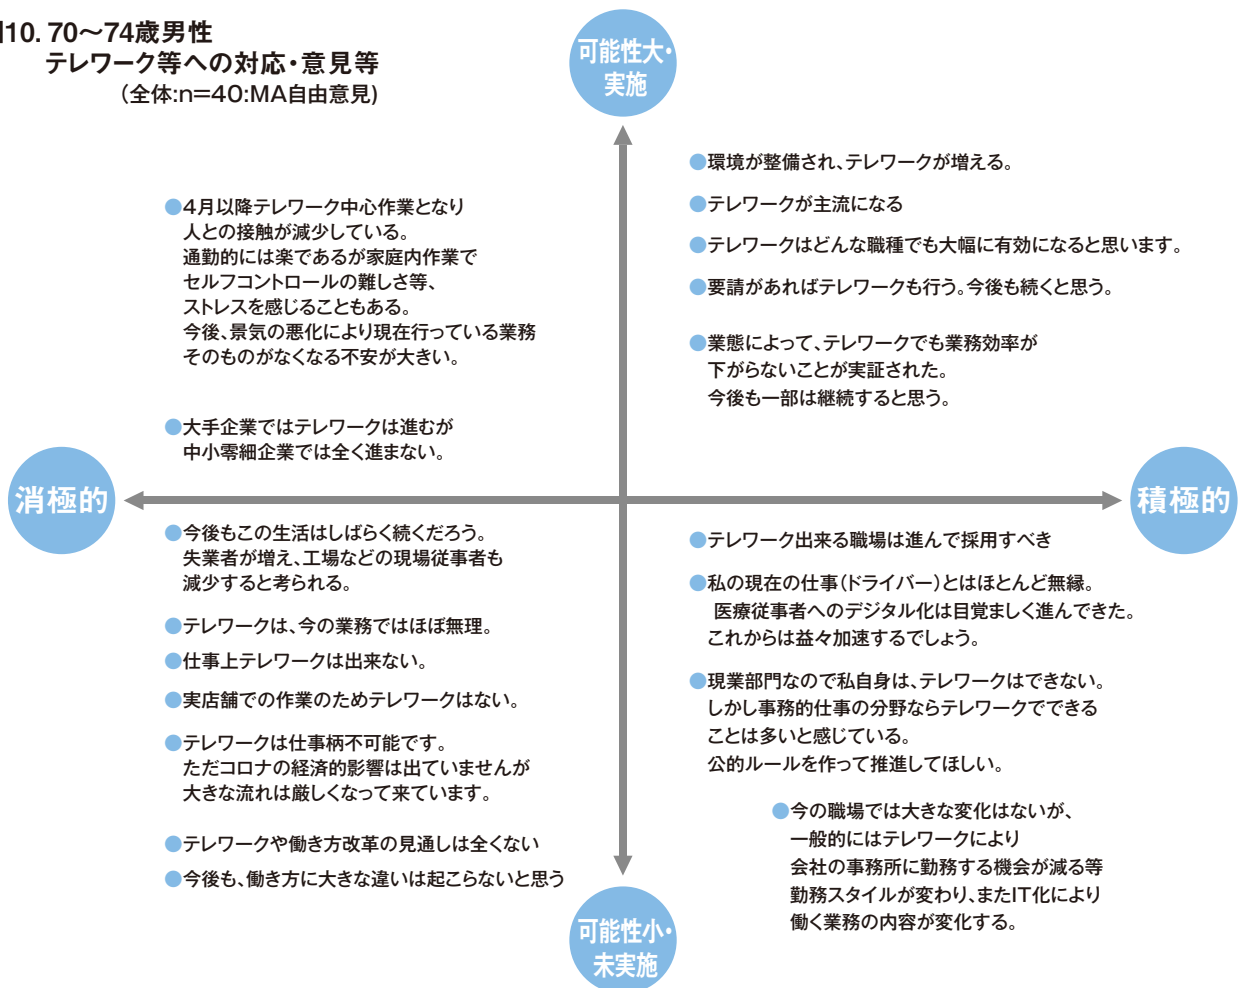 10. 70〜74歳男性
テレワーク等への対応・意見等
（全体:n=40:MA自由意見)
可能性大・
実施
●4月以降テレワーク中心作業となり
人との接触が減少している。
通勤的には楽であるが家庭内作業で
セルフコントロールの難しさ等、
ストレスを感じることもある。
今後、景気の悪化により現在行っている業務
そのものがなくなる不安が大きい。
●大手企業ではテレワークは進むが
中小零細企業では全く進まない。
●環境が整備され、テレワークが増える。
●テレワークが主流になる
●テレワークはどんな職種でも大幅に有効になると思います。
●要請があればテレワークも行う。今後も続くと思う。
●業態によって、テレワークでも業務効率が
下がらないことが実証された。
今後も一部は継続すると思う。
消極的
積極的
●今後もこの生活はしばらく続くだろう。
失業者が増え、工場などの現場従事者も
減少すると考られる。
●テレワークは、今の業務ではほぼ無理。
●仕事上テレワークは出来ない。
●実店舗での作業のためテレワークはない。
●テレワークは仕事柄不可能です。
ただコロナの経済的影響は出ていませんが
大きな流れは厳しくなって来ています。
●テレワークや働き方改革の見通しは全くない
●今後も、働き方に大きな違いは起こらないと思う
●テレワーク出来る職場は進んで採用すべき
●私の現在の仕事（ドライバー）とはほとんど無縁。
医療従事者へのデジタル化は目覚ましく進んできた。
これからは益々加速するでしょう。
●現業部門なので私自身は、テレワークはできない。
しかし事務的仕事の分野ならテレワークでできる
ことは多いと感じている。
公的ルールを作って推進してほしい。
●今の職場では大きな変化はないが、
一般的にはテレワークにより
会社の事務所に勤務する機会が減る等
勤務スタイルが変わり、またIT化により
働く業務の内容が変化する。
可能性小・
未実施